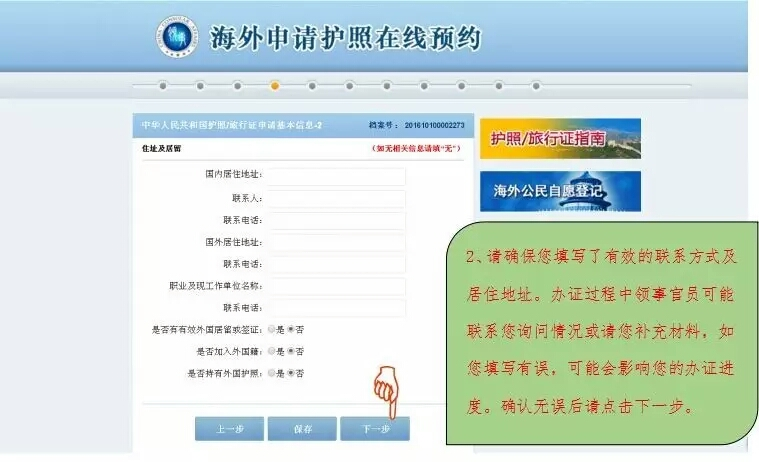 海外申请护照在线预约
中华人民共和国护照/旅行证申请基本信息-2 档案号： 201610100002273
住址及居留 （如无相关信息请填“无”）
国内居住地址：
联系人：
联系电话：
国外居住地址：
联系电话：
职业及现工作单位名称：
联系电话：
是否有有效外国居留或签证： 是 否
是否加入外国籍： 是 否
是否持有外国护照： 是 否
上一步 保存 下一步
护照/旅行证指南
海外公民自愿登记
2、请确保您填写了有效的联系方式及
居住地址。办证过程中领事官员可能
联系您询问情况或请您补充材料，如
您填写有误，可能会影响您的办证进
度。确认无误后请点击下一步。